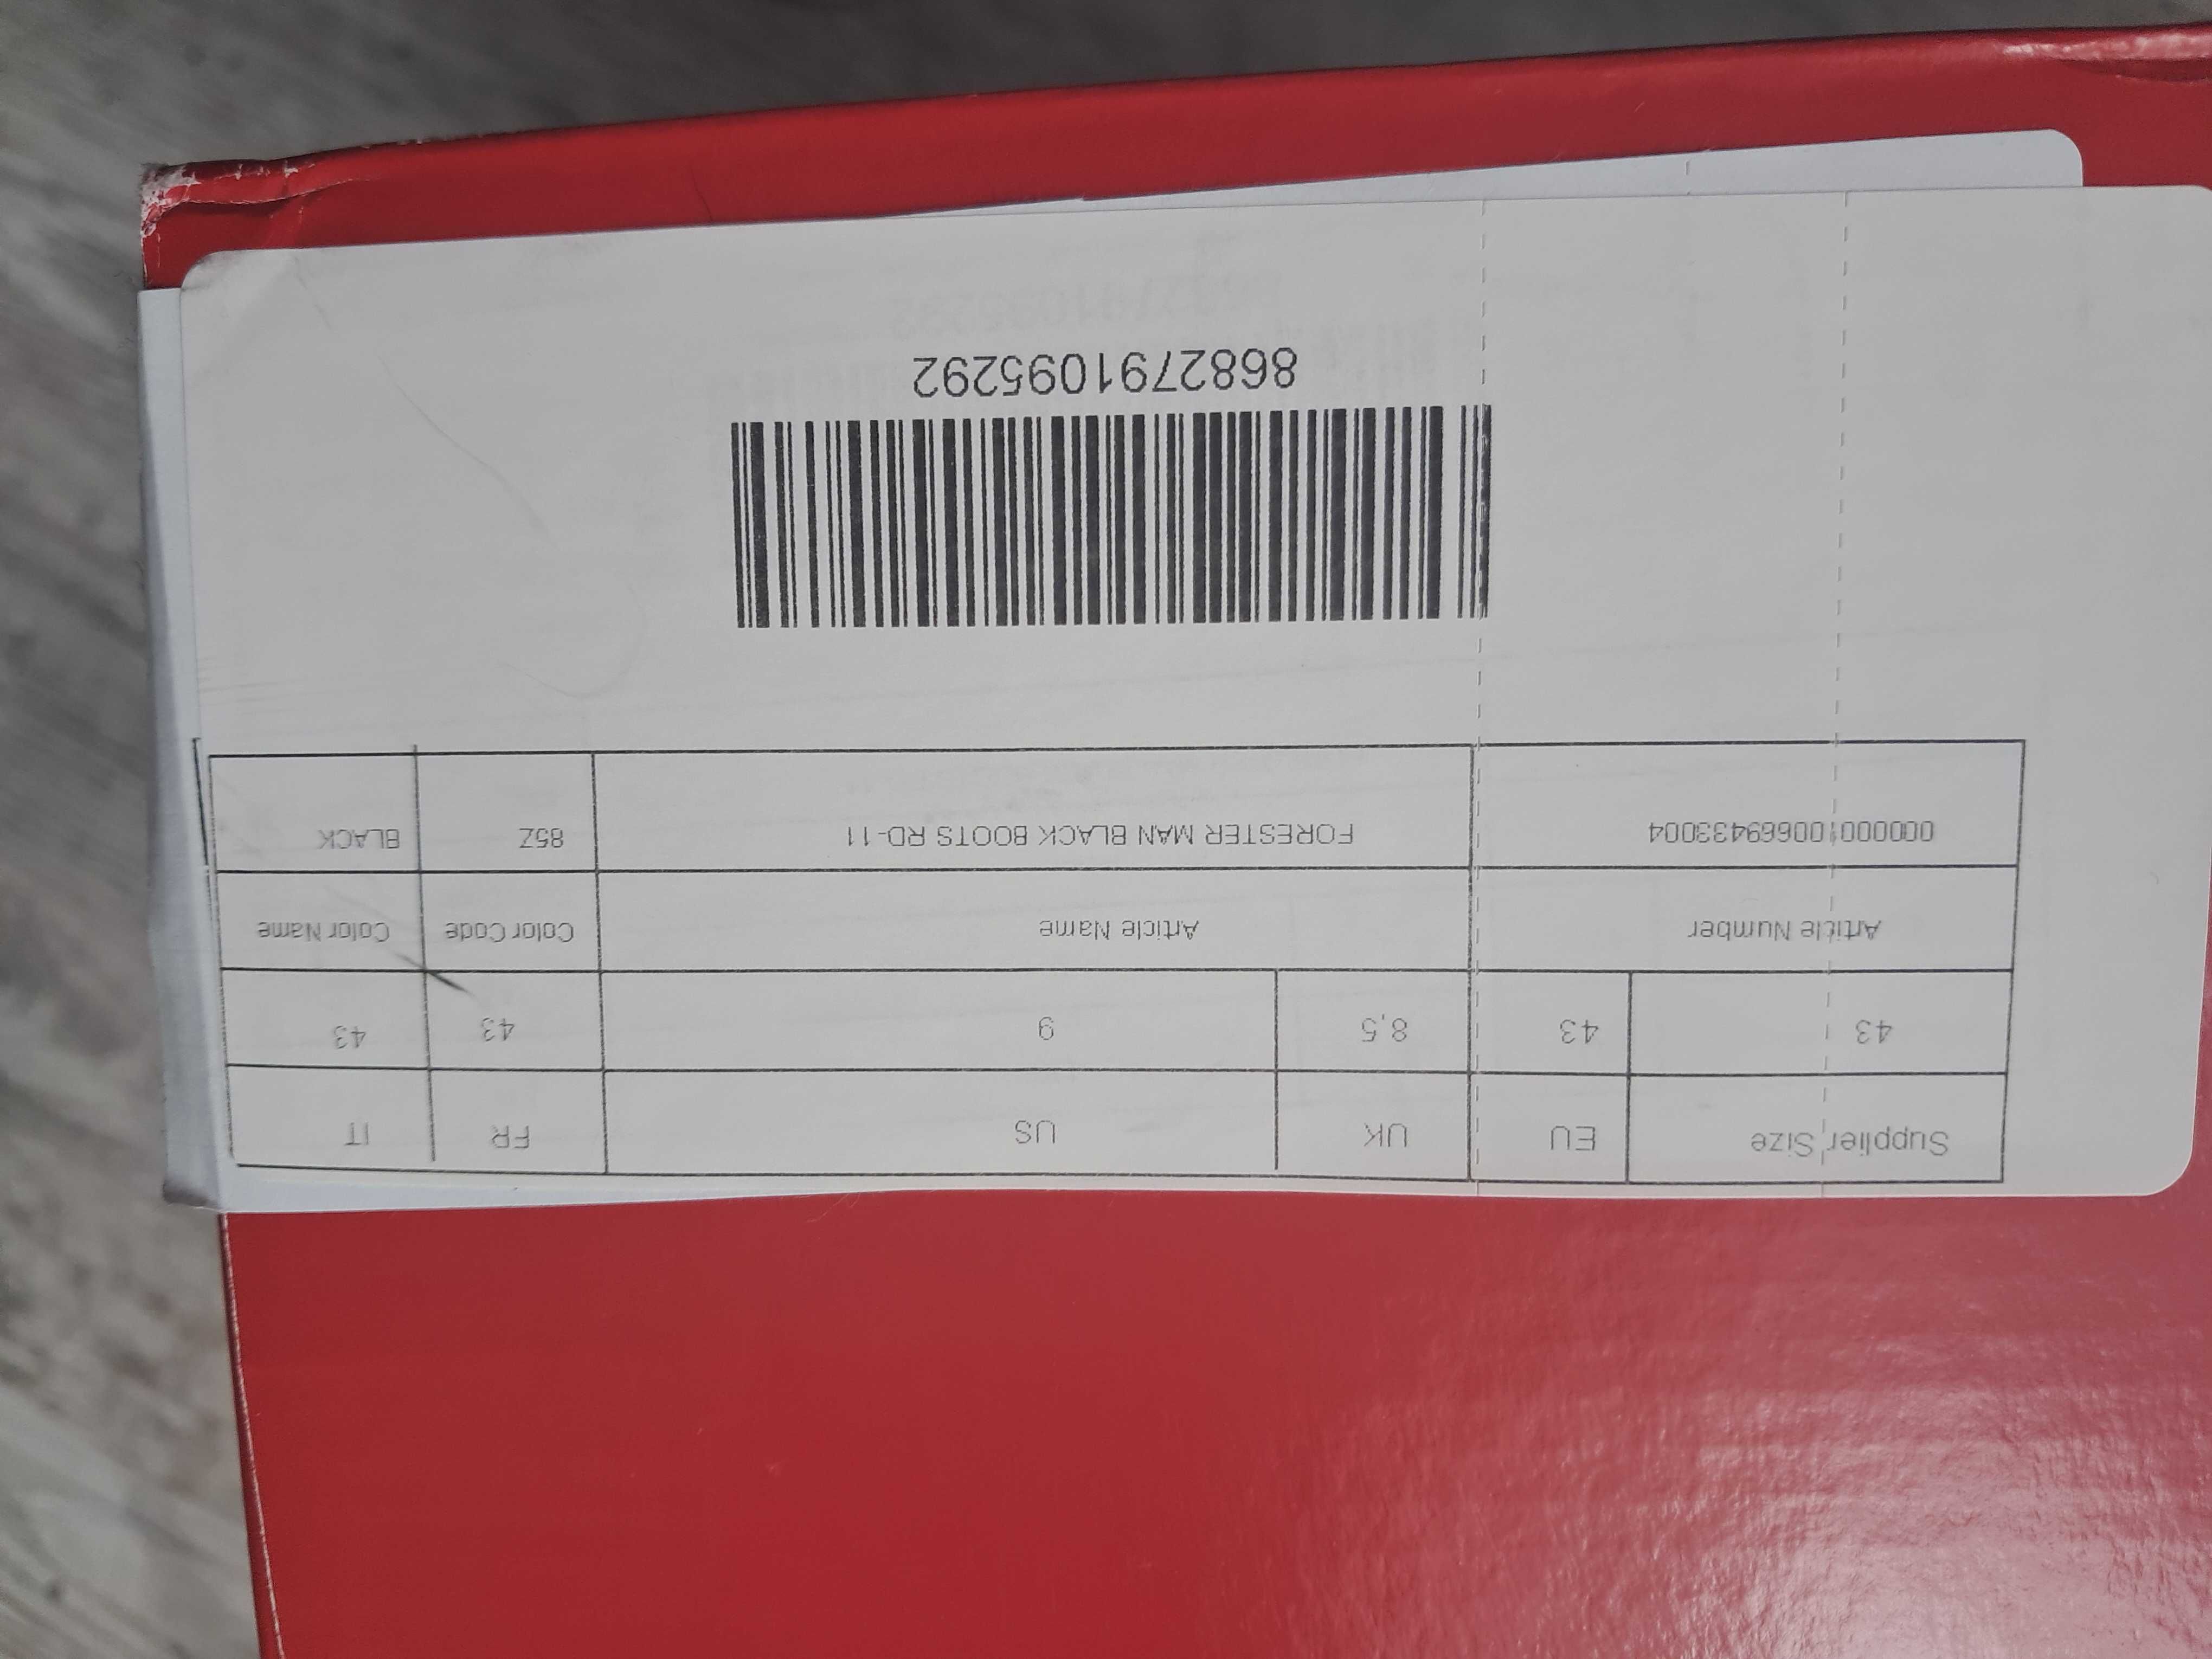 Supplier Size EU UK US FR IT
43 43 8,5 9 43 43
Article Number Article Name Color Code Color Name
000000100669433004 FORESTER MAN BLACK BOOTS RD-11 85Z BLACK
8682791095292